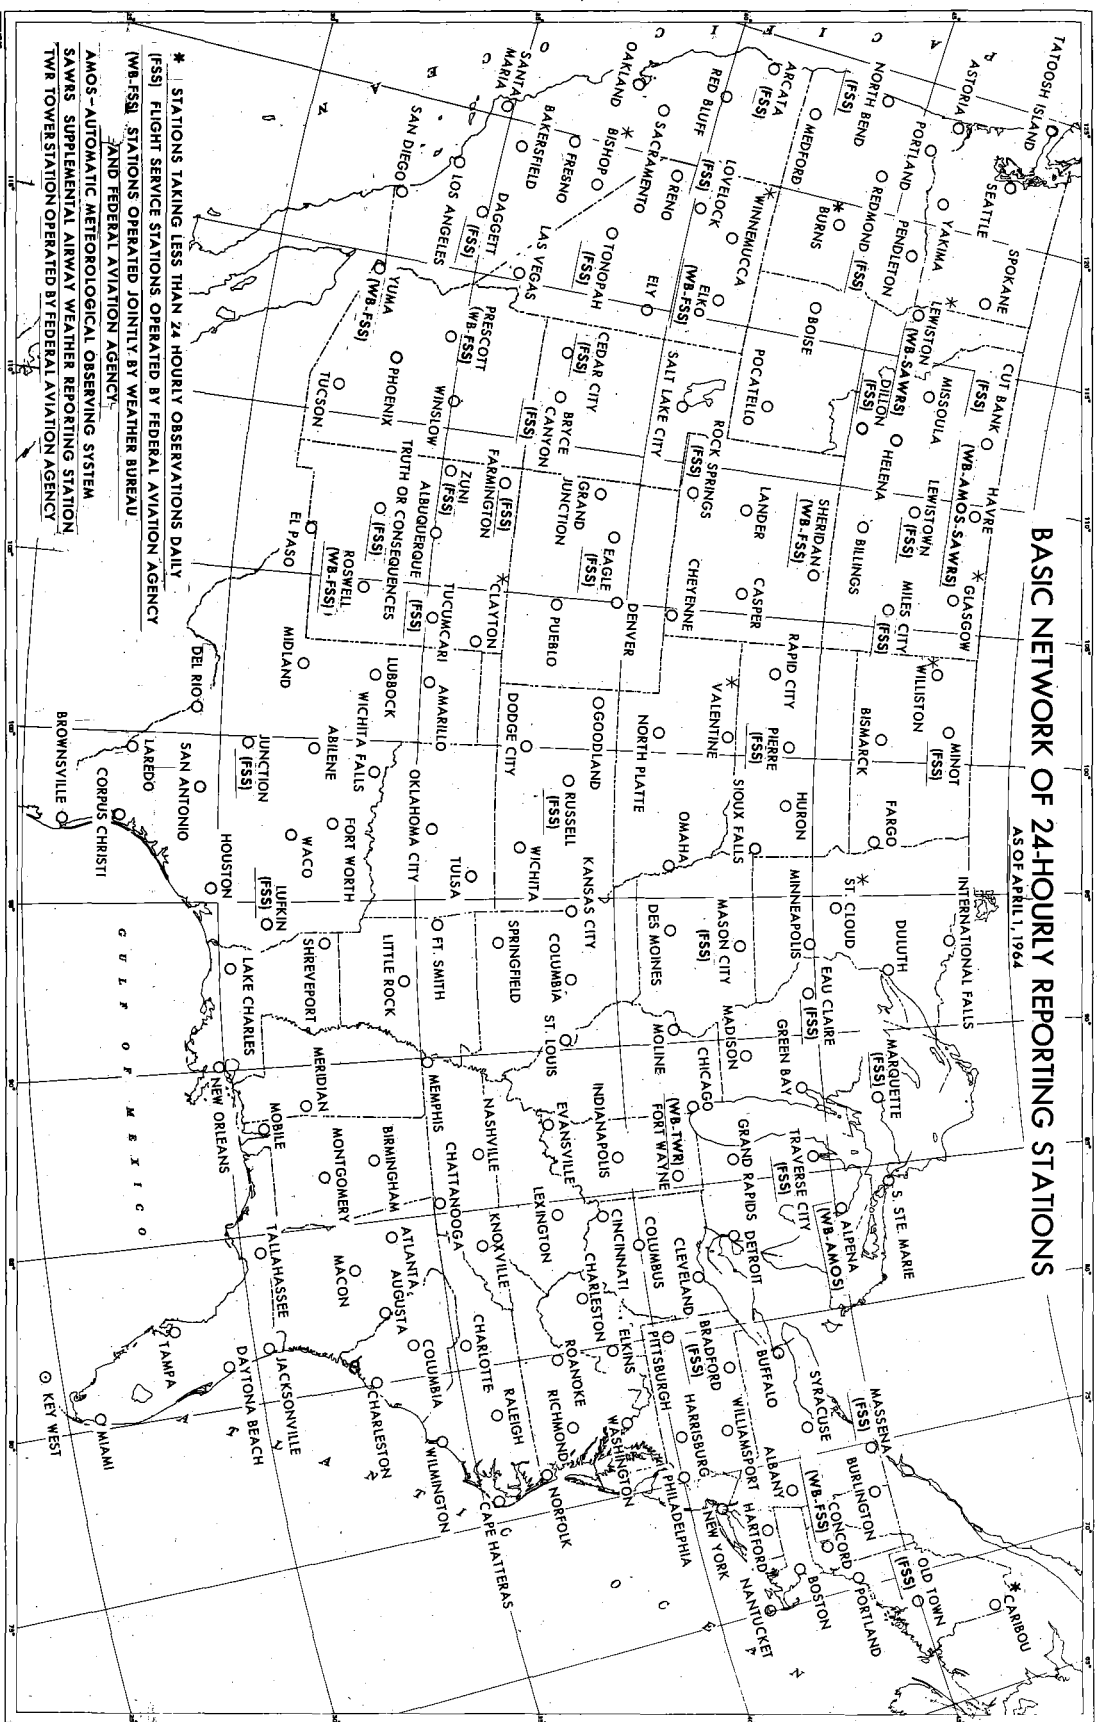 BASIC NETWORK OF 24-HOURLY REPORTING STATIONS
AS OF APRIL 1, 1964
TATOOSH ISLAND
SEATTLE
SPOKANE
ASTORIA
YAKIMA
PORTLAND
PENDLETON
LEWISTON
(WB-SAWRS)
NORTH BEND
(FSS)
REDMOND (FSS)
BURNS
MEDFORD
ARCATA
(FSS)
RED BLUFF
WINNEMUCCA
LOVELOCK
(FSS)
BOISE
POCATELLO
ELKO
(WB-FSS)
SACRAMENTO
RENO
OAKLAND
BISHOP
FRESNO
TONOPAH
(FSS)
ELY
BAKERSFIELD
SANTA
MARIA
LAS VEGAS
DAGGETT
(FSS)
LOS ANGELES
SAN DIEGO
YUMA
(WB-FSS)
PRESCOTT
(WB-FSS)
PHOENIX
TUCSON
WINSLOW
CEDAR CITY
(FSS)
BRYCE
CANYON
(FSS)
SALT LAKE CITY
CUT BANK
(FSS)
HAVRE
(WB-AMOS-SAWRS)
GLASGOW
MISSOULA
HELENA
LEWISTOWN
(FSS)
DILLON
(FSS)
BILLINGS
MILES CITY
(FSS)
SHERIDAN
(WB-FSS)
LANDER
CASPER
ROCK SPRINGS
(FSS)
CHEYENNE
GRAND
JUNCTION
EAGLE
(FSS)
DENVER
PUEBLO
FARMINGTON
(FSS)
ZUNI
(FSS)
ALBUQUERQUE
CLAYTON
TUCUMCARI
(FSS)
TRUTH OR CONSEQUENCES
(FSS)
ROSWELL
(WB-FSS)
EL PASO
WILLISTON
MINOT
(FSS)
BISMARCK
FARGO
RAPID CITY
PIERRE
(FSS)
HURON
SIOUX FALLS
VALENTINE
NORTH PLATTE
OMAHA
GOODLAND
RUSSELL
(FSS)
DODGE CITY
WICHITA
KANSAS CITY
AMARILLO
LUBBOCK
WICHITA FALLS
OKLAHOMA CITY
TULSA
MIDLAND
ABILENE
FORT WORTH
WACO
JUNCTION
(FSS)
LUFKIN
(FSS)
DEL RIO
SAN ANTONIO
HOUSTON
LAREDO
CORPUS CHRISTI
BROWNSVILLE
INTERNATIONAL FALLS
DULUTH
ST. CLOUD
MINNEAPOLIS
EAU CLAIRE
(FSS)
MASON CITY
(FSS)
DES MOINES
MADISON
GREEN BAY
MARQUETTE
(FSS)
S. STE. MARIE
MOLINE
CHICAGO
COLUMBIA
ST. LOUIS
SPRINGFIELD
FT. SMITH
LITTLE ROCK
SHREVEPORT
LAKE CHARLES
NEW ORLEANS
MERIDIAN
MOBILE
MEMPHIS
NASHVILLE
CHATTANOOGA
KNOXVILLE
BIRMINGHAM
MONTGOMERY
TRAVERSE CITY
(FSS)
ALPENA
(WB-AMOS)
GRAND RAPIDS
DETROIT
FORT WAYNE
(WB-TWR)
INDIANAPOLIS
EVANSVILLE
LEXINGTON
CINCINNATI
COLUMBUS
CLEVELAND
CHARLESTON
ELKINS
PITTSBURGH
BRADFORD
(FSS)
BUFFALO
SYRACUSE
MASSENA
(FSS)
WILLIAMSPORT
HARRISBURG
PHILADELPHIA
ALBANY
BURLINGTON
CONCORD
(WB-FSS)
OLD TOWN
(FSS)
CARIBOU
PORTLAND
BOSTON
HARTFORD
NANTUCKET
NEW YORK
WASHINGTON
RICHMOND
ROANOKE
NORFOLK
RALEIGH
CAPE HATTERAS
CHARLOTTE
WILMINGTON
COLUMBIA
CHARLESTON
ATLANTA
AUGUSTA
MACON
TALLAHASSEE
JACKSONVILLE
DAYTONA BEACH
TAMPA
MIAMI
KEY WEST
GULF OF MEXICO
* STATIONS TAKING LESS THAN 24 HOURLY OBSERVATIONS DAILY
(FSS) FLIGHT SERVICE STATIONS OPERATED BY FEDERAL AVIATION AGENCY
(WB-FSS) STATIONS OPERATED JOINTLY BY WEATHER BUREAU
AND FEDERAL AVIATION AGENCY
AMOS-AUTOMATIC METEOROLOGICAL OBSERVING SYSTEM
SAWRS SUPPLEMENTAL AIRWAY WEATHER REPORTING STATION
TWR TOWER STATION OPERATED BY FEDERAL AVIATION AGENCY